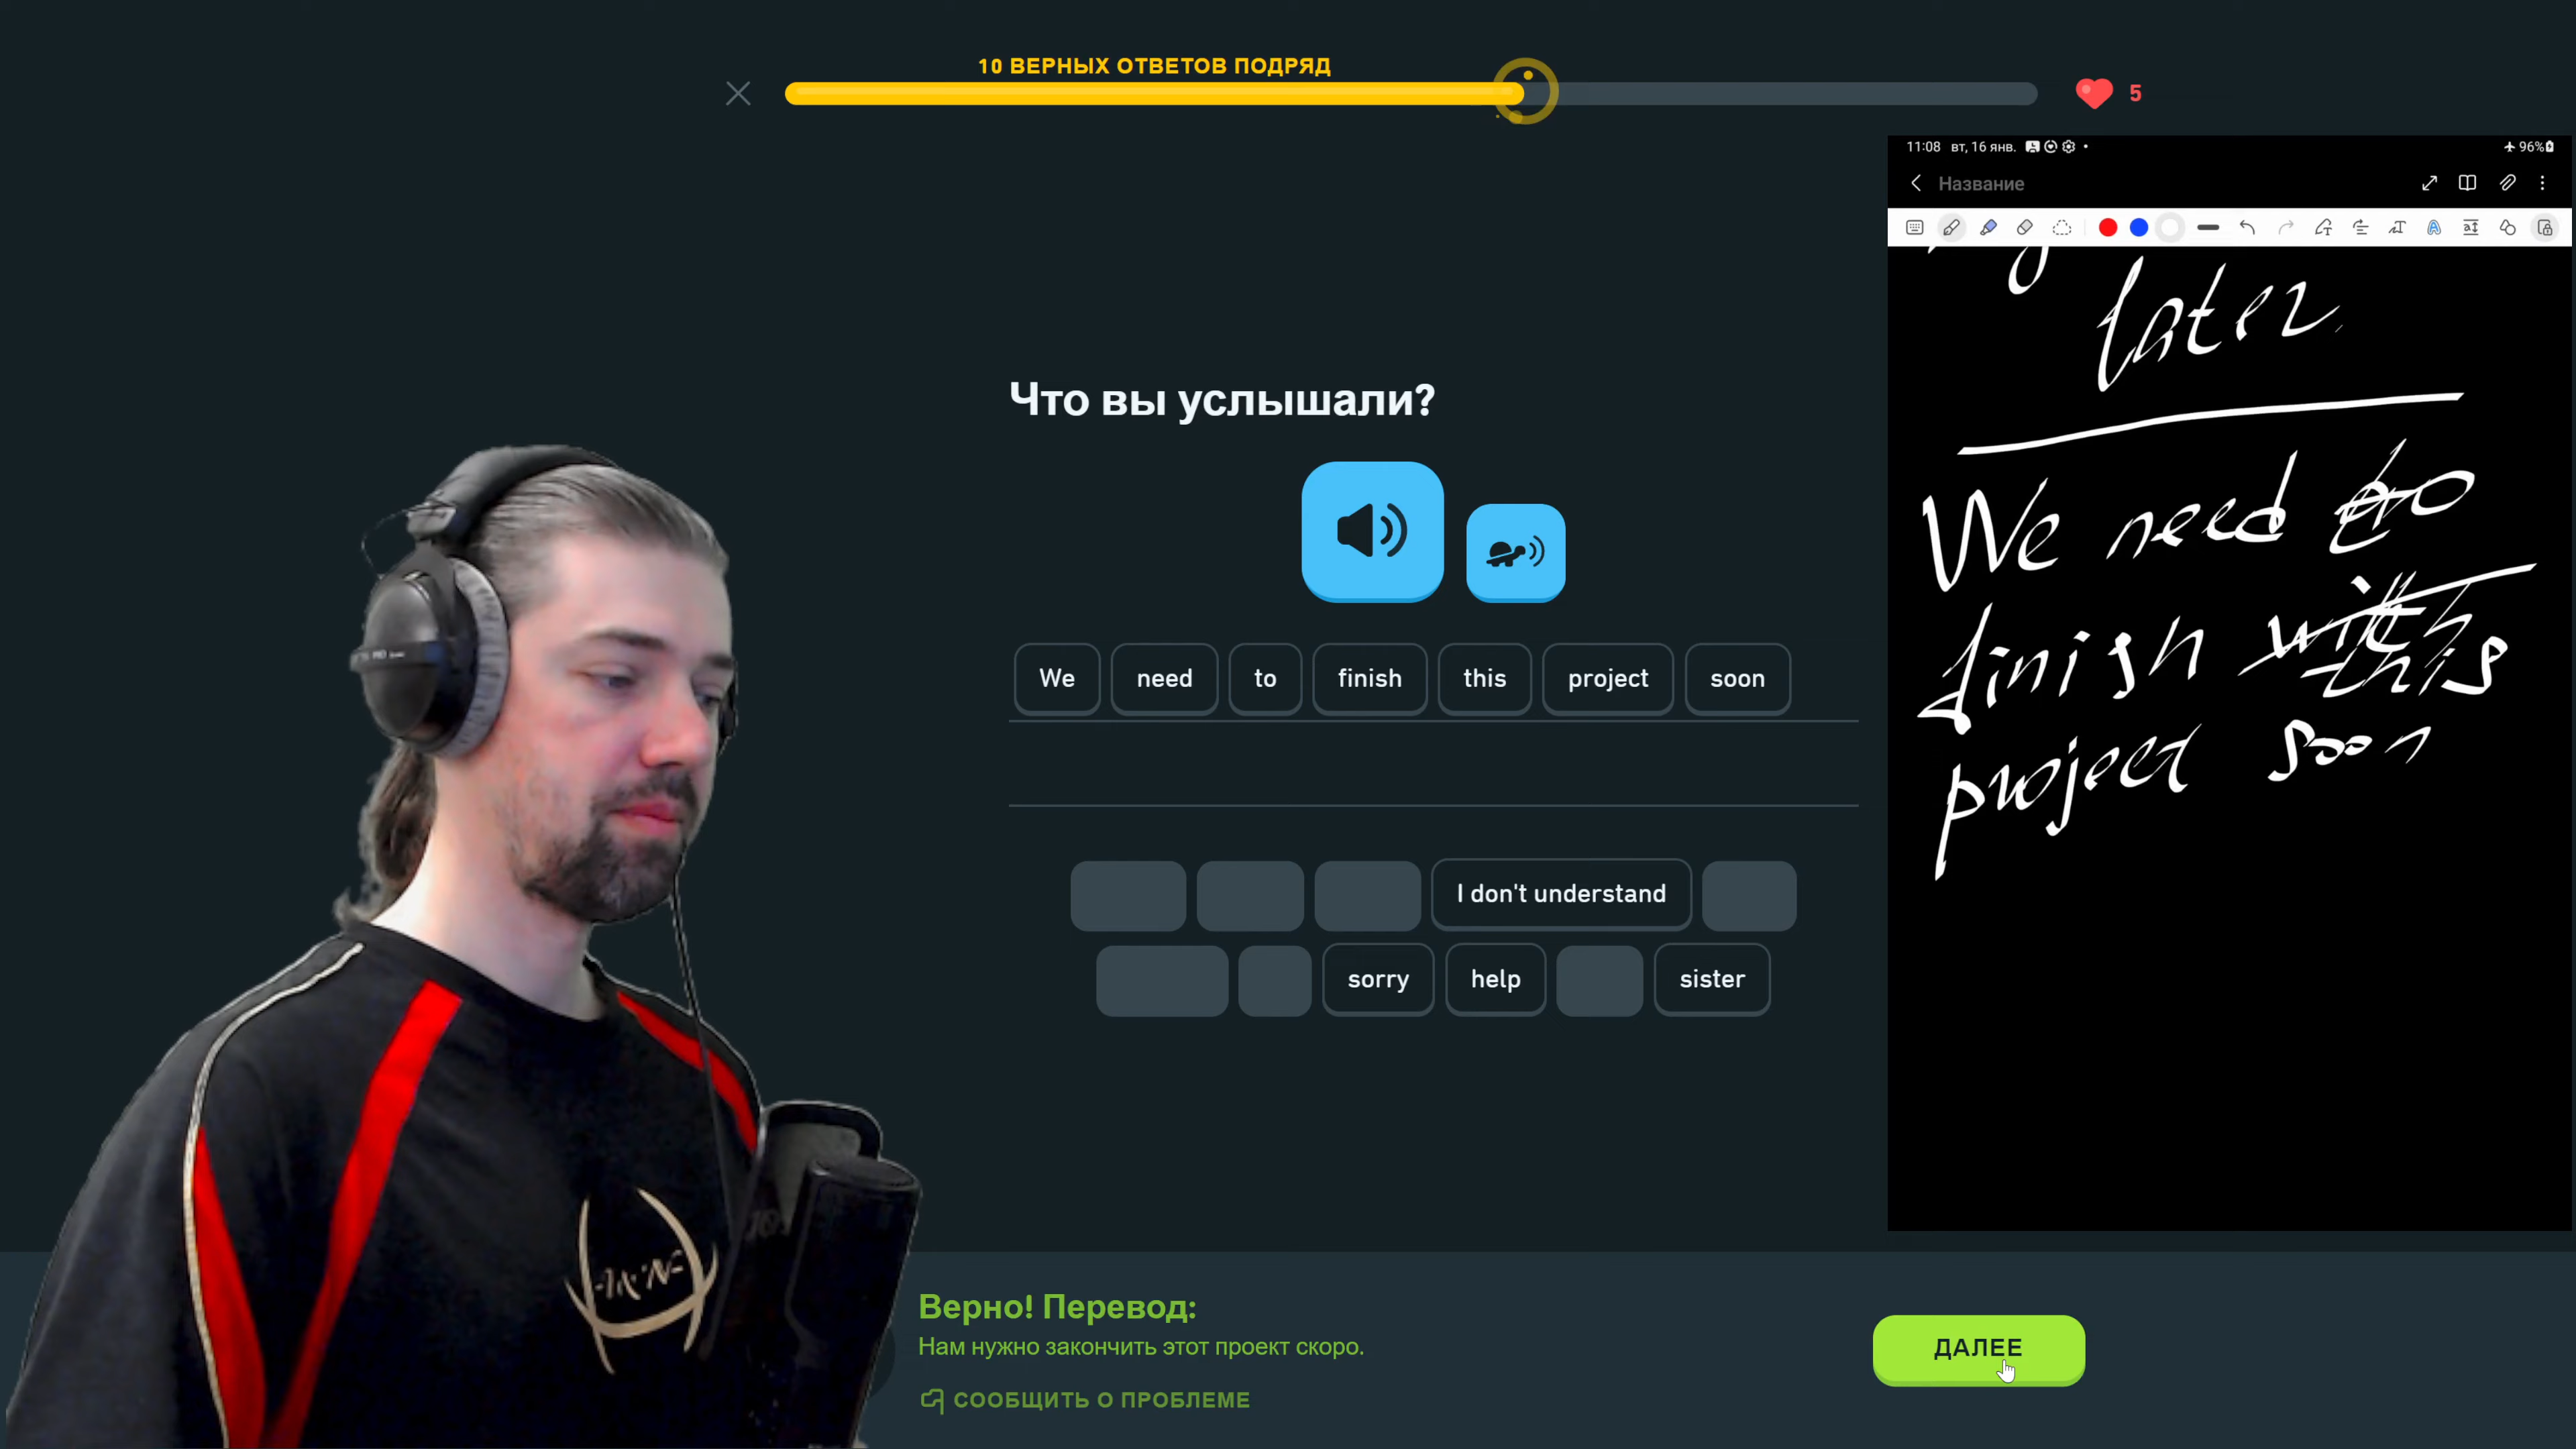 10 ВЕРНЫХ ОТВЕТОВ ПОДРЯД
5
11:08 вт, 16 янв.
96%
Название
later.
Что вы услышали?
We need to
finish with this
project soon
We need to finish this project soon
I don't understand
sorry help sister
Верно! Перевод:
Нам нужно закончить этот проект скоро.
СООБЩИТЬ О ПРОБЛЕМЕ
ДАЛЕЕ